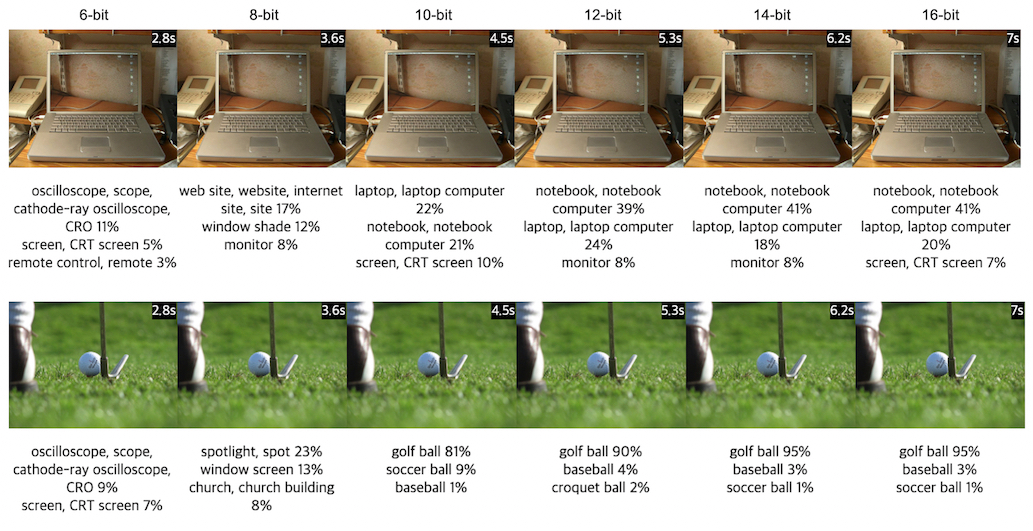 6-bit 8-bit 10-bit 12-bit 14-bit 16-bit
2.8s 3.6s 4.5s 5.3s 6.2s 7s
oscilloscope, scope,
cathode-ray oscilloscope,
CRO 11%
screen, CRT screen 5%
remote control, remote 3%
web site, website, internet
site, site 17%
window shade 12%
monitor 8%
laptop, laptop computer
22%
notebook, notebook
computer 21%
screen, CRT screen 10%
notebook, notebook
computer 39%
laptop, laptop computer
24%
monitor 8%
notebook, notebook
computer 41%
laptop, laptop computer
18%
monitor 8%
notebook, notebook
computer 41%
laptop, laptop computer
20%
screen, CRT screen 7%
2.8s 3.6s 4.5s 5.3s 6.2s 7s
oscilloscope, scope,
cathode-ray oscilloscope,
CRO 9%
screen, CRT screen 7%
spotlight, spot 23%
window screen 13%
church, church building
8%
golf ball 81%
soccer ball 9%
baseball 1%
golf ball 90%
baseball 4%
croquet ball 2%
golf ball 95%
baseball 3%
soccer ball 1%
golf ball 95%
baseball 3%
soccer ball 1%